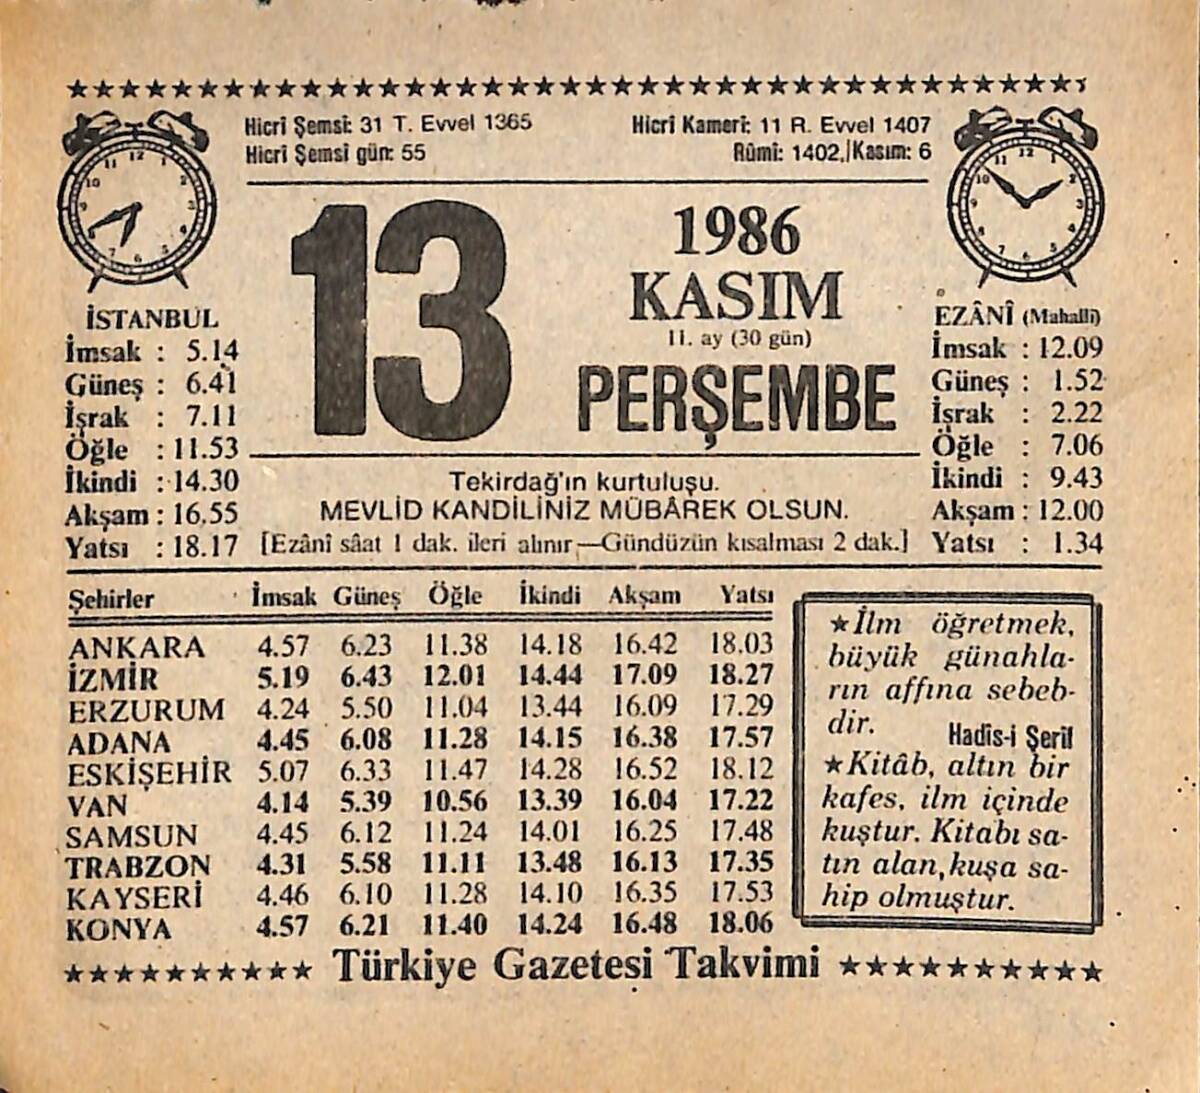 Hicrî Şemsî: 31 T. Evvel 1365
Hicrî Şemsî gün: 55
Hicrî Kamerî: 11 R. Evvel 1407
Rûmî: 1402, Kasım: 6
13
1986
KASIM
11. ay (30 gün)
PERŞEMBE
İSTANBUL
İmsak : 5.14
Güneş : 6.41
İşrak : 7.11
Öğle : 11.53
İkindi : 14.30
Akşam : 16.55
Yatsı : 18.17
EZÂNÎ (Mahallî)
İmsak : 12.09
Güneş : 1.52
İşrak : 2.22
Öğle : 7.06
İkindi : 9.43
Akşam : 12.00
Yatsı : 1.34
Tekirdağ'ın kurtuluşu.
MEVLİD KANDİLİNİZ MÜBÂREK OLSUN.
[Ezânî sâat 1 dak. ileri alınır,—Gündüzün kısalması 2 dak.]
Şehirler İmsak Güneş Öğle İkindi Akşam Yatsı
ANKARA 4.57 6.23 11.38 14.18 16.42 18.03
İZMİR 5.19 6.43 12.01 14.44 17.09 18.27
ERZURUM 4.24 5.50 11.04 13.44 16.09 17.29
ADANA 4.45 6.08 11.28 14.15 16.38 17.57
ESKİŞEHİR 5.07 6.33 11.47 14.28 16.52 18.12
VAN 4.14 5.39 10.56 13.39 16.04 17.22
SAMSUN 4.45 6.12 11.24 14.01 16.25 17.48
TRABZON 4.31 5.58 11.11 13.48 16.13 17.35
KAYSERİ 4.46 6.10 11.28 14.10 16.35 17.53
KONYA 4.57 6.21 11.40 14.24 16.48 18.06
★İlm öğretmek,
büyük günahla-
rın affına sebeb-
dir.
Hadîs-i Şerîf
★Kitâb, altın bir
kafes, ilm içinde
kuştur. Kitabı sa-
tın alan, kuşa sa-
hip olmuştur.
★★★★★★★★★★ Türkiye Gazetesi Takvimi ★★★★★★★★★★